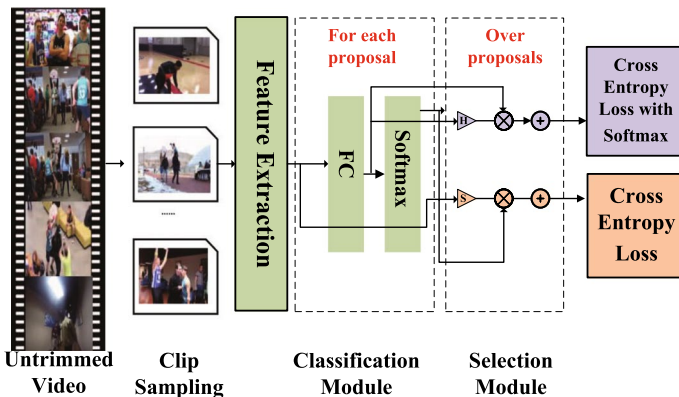 For each
proposal
Over
proposals
Feature Extraction
FC
Softmax
H
S
Cross
Entropy
Loss with
Softmax
Cross
Entropy
Loss
......
Untrimmed
Video
Clip
Sampling
Classification
Module
Selection
Module